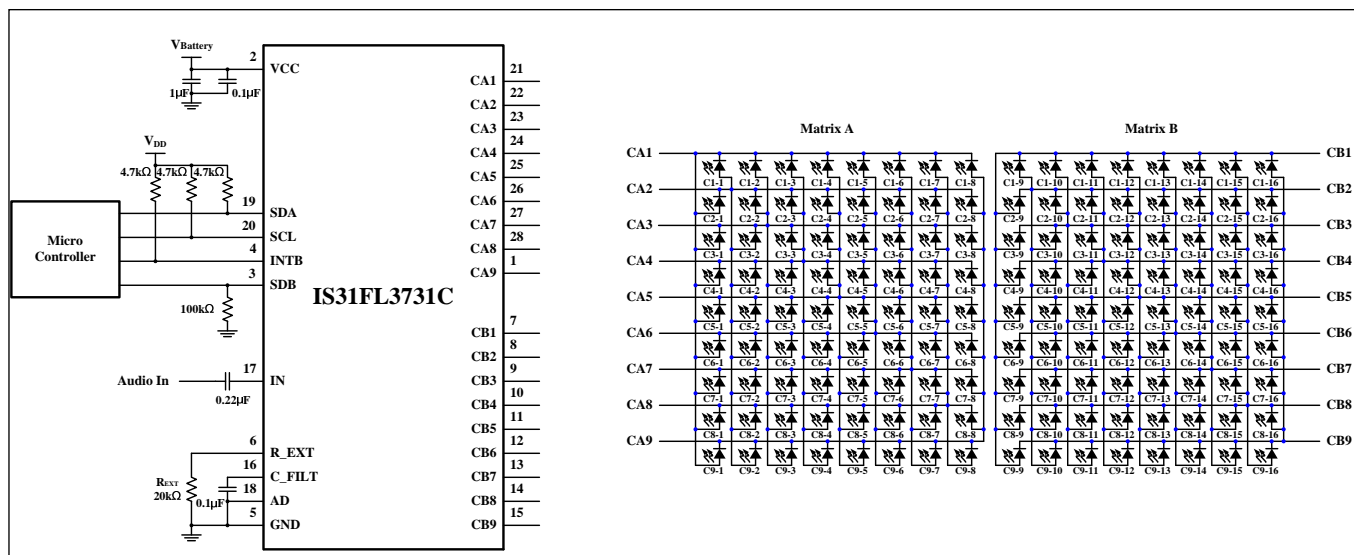 VBattery
2
VCC
1µF
0.1µF
VDD
4.7kΩ
4.7kΩ
4.7kΩ
19
SDA
20
SCL
4
INTB
3
SDB
Micro
Controller
100kΩ
Audio In
0.22µF
17
IN
6
R_EXT
16
C_FILT
18
AD
5
GND
REXT
20kΩ
0.1µF
IS31FL3731C
21
CA1
22
CA2
23
CA3
24
CA4
25
CA5
26
CA6
27
CA7
28
CA8
1
CA9
7
CB1
8
CB2
9
CB3
10
CB4
11
CB5
12
CB6
13
CB7
14
CB8
15
CB9
Matrix A Matrix B
CA1 CB1
C1-1 C1-2 C1-3 C1-4 C1-5 C1-6 C1-7 C1-8 C1-9 C1-10 C1-11 C1-12 C1-13 C1-14 C1-15 C1-16
CA2 CB2
C2-1 C2-2 C2-3 C2-4 C2-5 C2-6 C2-7 C2-8 C2-9 C2-10 C2-11 C2-12 C2-13 C2-14 C2-15 C2-16
CA3 CB3
C3-1 C3-2 C3-3 C3-4 C3-5 C3-6 C3-7 C3-8 C3-9 C3-10 C3-11 C3-12 C3-13 C3-14 C3-15 C3-16
CA4 CB4
C4-1 C4-2 C4-3 C4-4 C4-5 C4-6 C4-7 C4-8 C4-9 C4-10 C4-11 C4-12 C4-13 C4-14 C4-15 C4-16
CA5 CB5
C5-1 C5-2 C5-3 C5-4 C5-5 C5-6 C5-7 C5-8 C5-9 C5-10 C5-11 C5-12 C5-13 C5-14 C5-15 C5-16
CA6 CB6
C6-1 C6-2 C6-3 C6-4 C6-5 C6-6 C6-7 C6-8 C6-9 C6-10 C6-11 C6-12 C6-13 C6-14 C6-15 C6-16
CA7 CB7
C7-1 C7-2 C7-3 C7-4 C7-5 C7-6 C7-7 C7-8 C7-9 C7-10 C7-11 C7-12 C7-13 C7-14 C7-15 C7-16
CA8 CB8
C8-1 C8-2 C8-3 C8-4 C8-5 C8-6 C8-7 C8-8 C8-9 C8-10 C8-11 C8-12 C8-13 C8-14 C8-15 C8-16
CA9 CB9
C9-1 C9-2 C9-3 C9-4 C9-5 C9-6 C9-7 C9-8 C9-9 C9-10 C9-11 C9-12 C9-13 C9-14 C9-15 C9-16